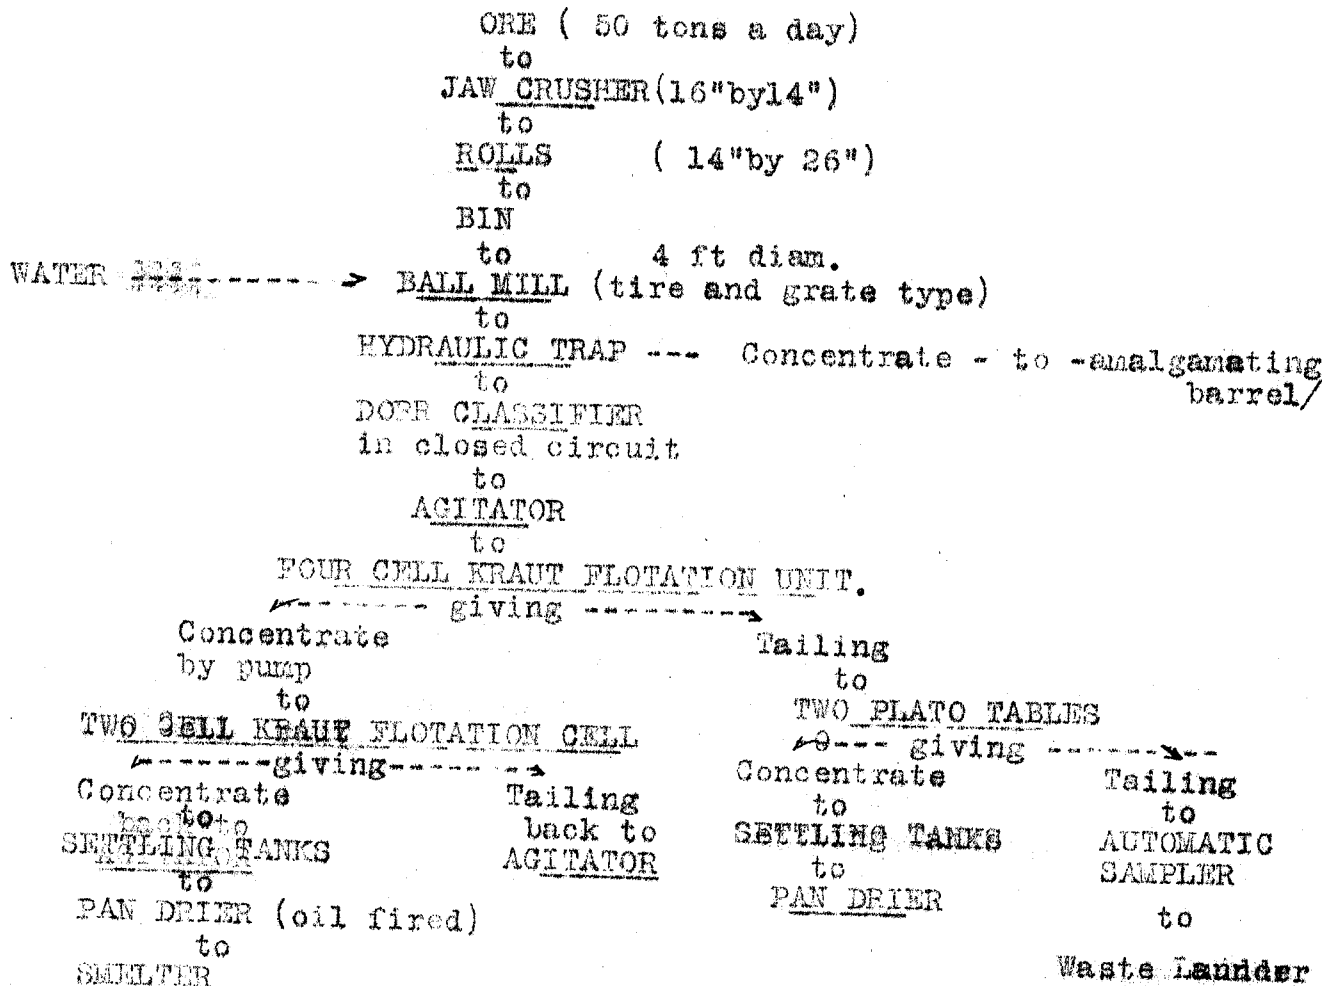 ORE ( 50 tons a day)
to
JAW CRUSHER(16"by14")
to
ROLLS ( 14"by 26")
to
BIN
to 4 ft diam.
WATER --------> BALL MILL (tire and grate type)
to
HYDRAULIC TRAP --- Concentrate - to -amalgamating
barrel/
to
DORR CLASSIFIER
in closed circuit
to
AGITATOR
to
FOUR CELL KRAUT FLOTATION UNIT.
<------- giving --------->
Concentrate
by pump
to
TWO CELL KRAUT FLOTATION CELL
<-------giving------->
Concentrate
to
SETTLING TANKS
to
PAN DRIER (oil fired)
to
SMELTER
Tailing
back to
AGITATOR
Tailing
to
TWO PLATO TABLES
--- giving ---------
Concentrate
to
SETTLING TANKS
to
PAN DRIER
Tailing
to
AUTOMATIC
SAMPLER
to
Waste